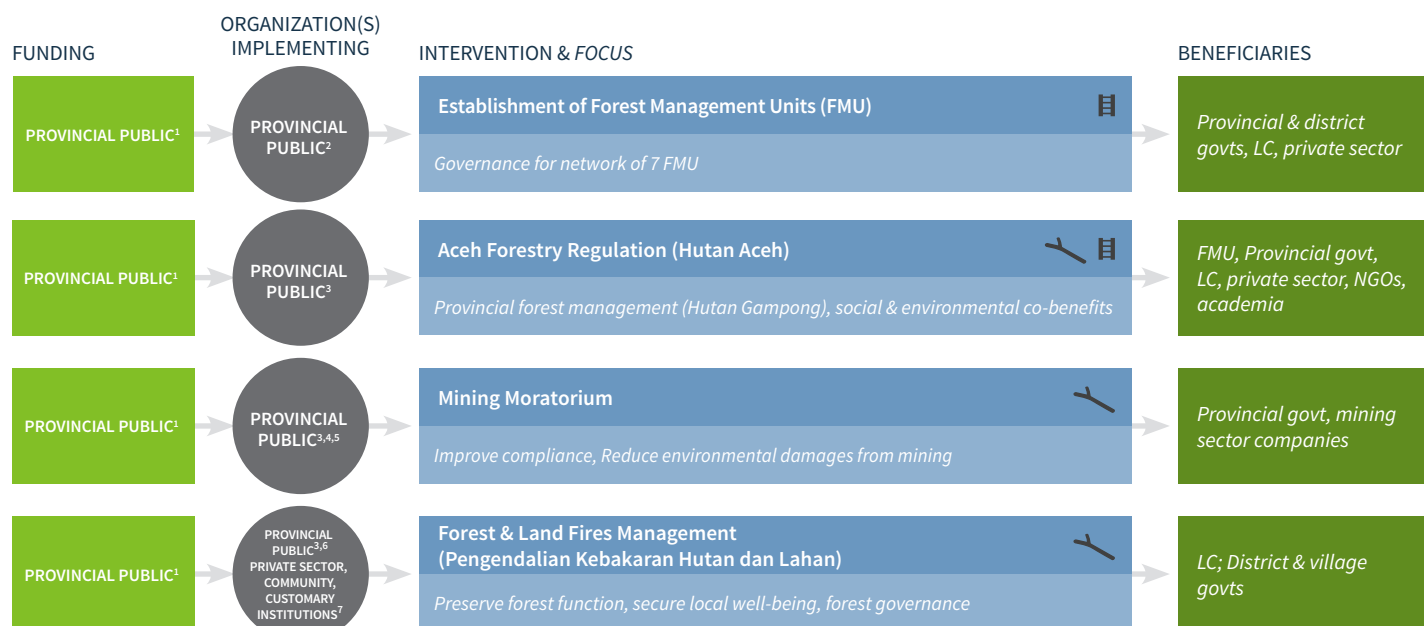 FUNDING
ORGANIZATION(S)
IMPLEMENTING
INTERVENTION & FOCUS
BENEFICIARIES
PROVINCIAL PUBLIC¹
PROVINCIAL
PUBLIC²
Establishment of Forest Management Units (FMU)
Governance for network of 7 FMU
Provincial & district
govts, LC, private sector
PROVINCIAL PUBLIC¹
PROVINCIAL
PUBLIC³
Aceh Forestry Regulation (Hutan Aceh)
Provincial forest management (Hutan Gampong), social & environmental co-benefits
FMU, Provincial govt,
LC, private sector, NGOs,
academia
PROVINCIAL PUBLIC¹
PROVINCIAL
PUBLIC³,⁴,⁵
Mining Moratorium
Improve compliance, Reduce environmental damages from mining
Provincial govt, mining
sector companies
PROVINCIAL PUBLIC¹
PROVINCIAL
PUBLIC³,⁶
PRIVATE SECTOR,
COMMUNITY,
CUSTOMARY
INSTITUTIONS⁷
Forest & Land Fires Management
(Pengendalian Kebakaran Hutan dan Lahan)
Preserve forest function, secure local well-being, forest governance
LC; District & village
govts